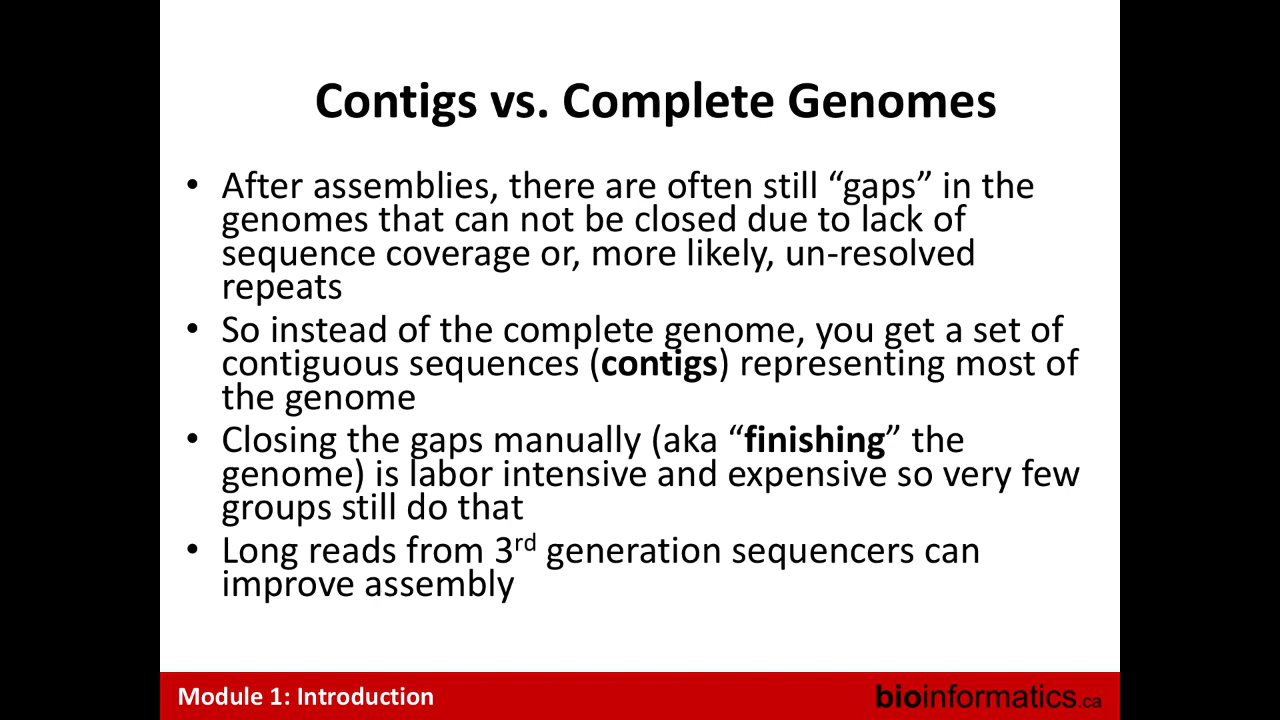 Contigs vs. Complete Genomes
• After assemblies, there are often still “gaps” in the
genomes that can not be closed due to lack of
sequence coverage or, more likely, un-resolved
repeats
• So instead of the complete genome, you get a set of
contiguous sequences (contigs) representing most of
the genome
• Closing the gaps manually (aka “finishing” the
genome) is labor intensive and expensive so very few
groups still do that
• Long reads from 3rd generation sequencers can
improve assembly
Module 1: Introduction
bioinformatics.ca